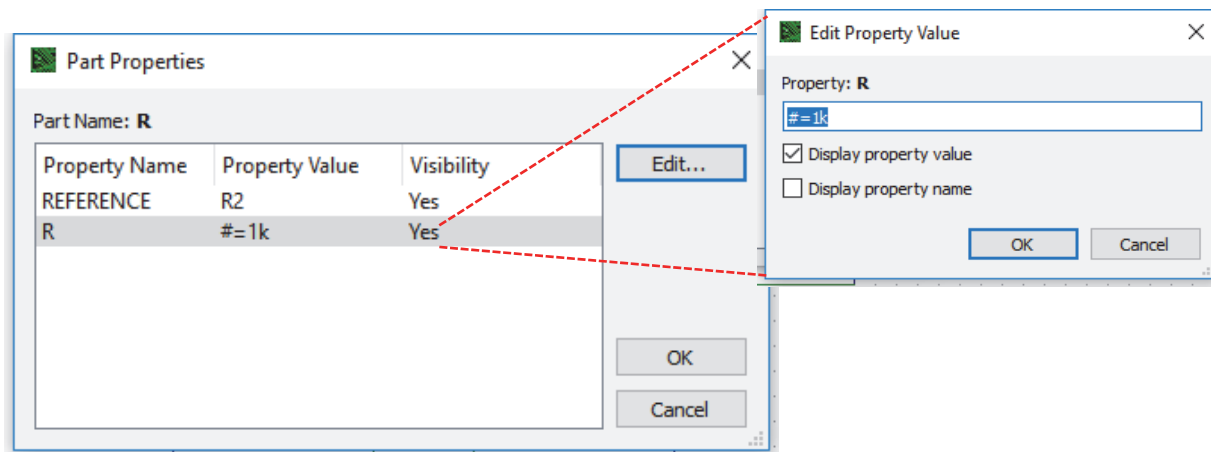 Part Properties
Part Name: R
Property Name Property Value Visibility
REFERENCE R2 Yes
R #=1k Yes
Edit...
OK
Cancel
Edit Property Value
Property: R
#=1k
Display property value
Display property name
OK Cancel